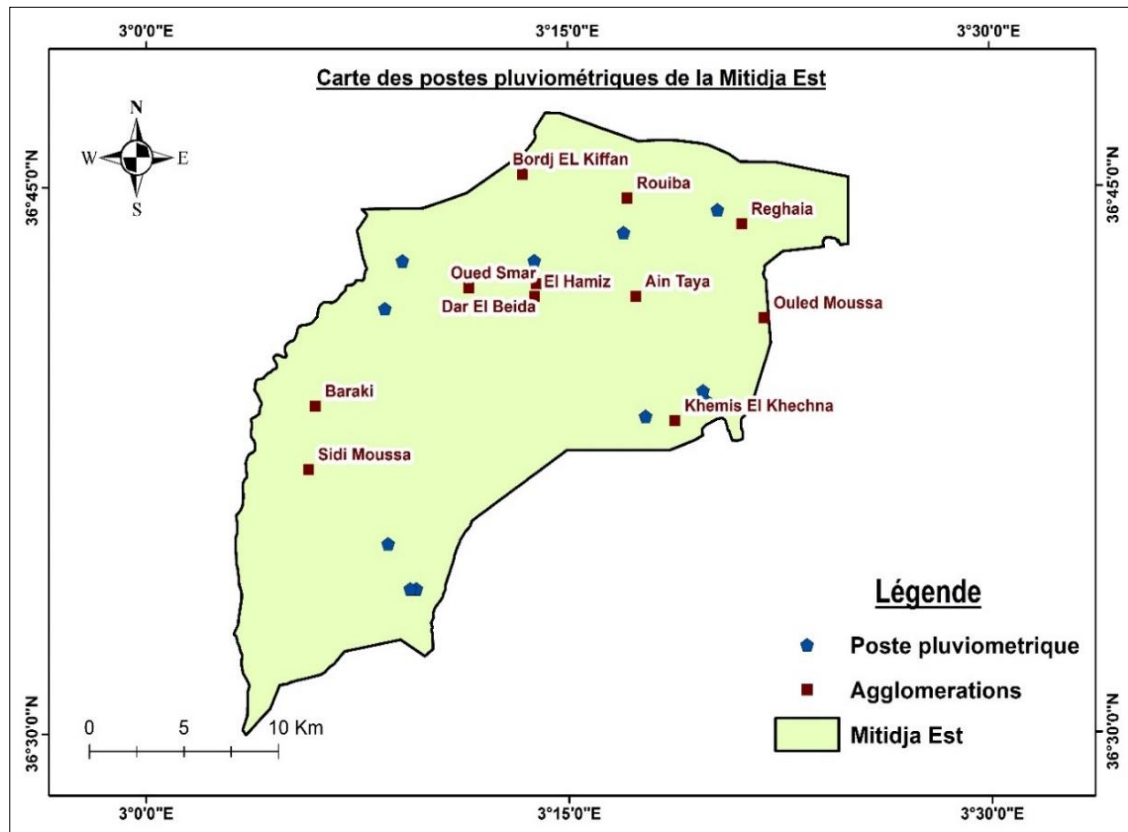 3°0'0"E
3°15'0"E
3°30'0"E
Carte des postes pluviométriques de la Mitidja Est
N
W
E
S
36°45'0"N
36°45'0"N
Bordj EL Kiffan
Rouiba
Reghaia
Oued Smar
El Hamiz
Ain Taya
Dar El Beida
Ouled Moussa
Baraki
Khemis El Khechna
Sidi Moussa
Légende
Poste pluviometrique
Agglomerations
Mitidja Est
0 5 10 Km
36°30'0"N
36°30'0"N
3°0'0"E
3°15'0"E
3°30'0"E